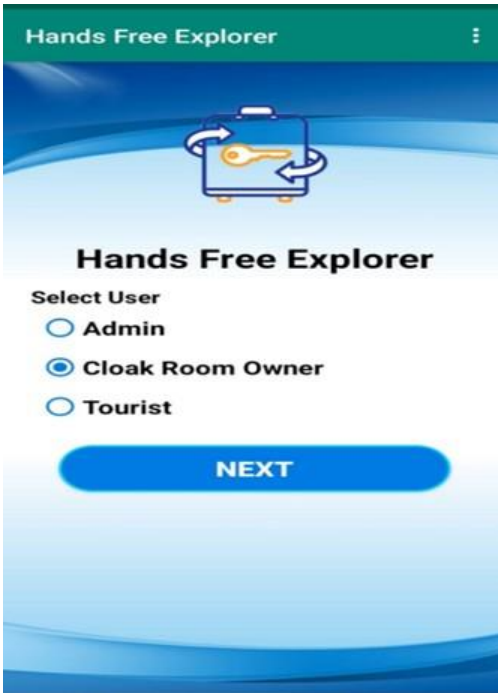 Hands Free Explorer
Hands Free Explorer
Select User
Admin
Cloak Room Owner
Tourist
NEXT